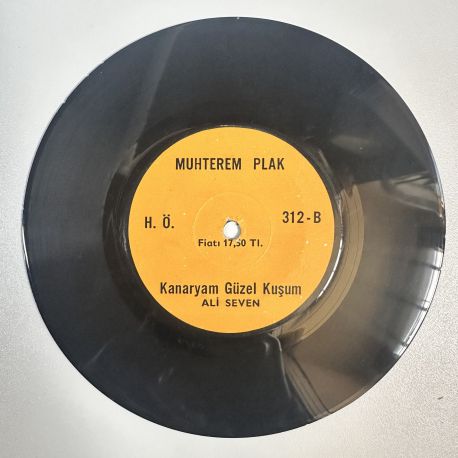 MUHTEREM PLAK
H. Ö. 312-B
Fiatı 17,50 Tl.
Kanaryam Güzel Kuşum
ALİ SEVEN